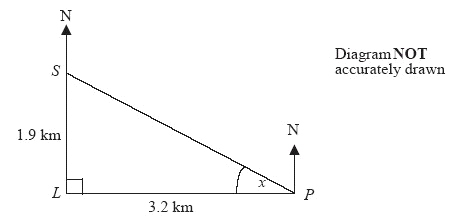 N
Diagram NOT
accurately drawn
S
1.9 km
N
x
L
P
3.2 km